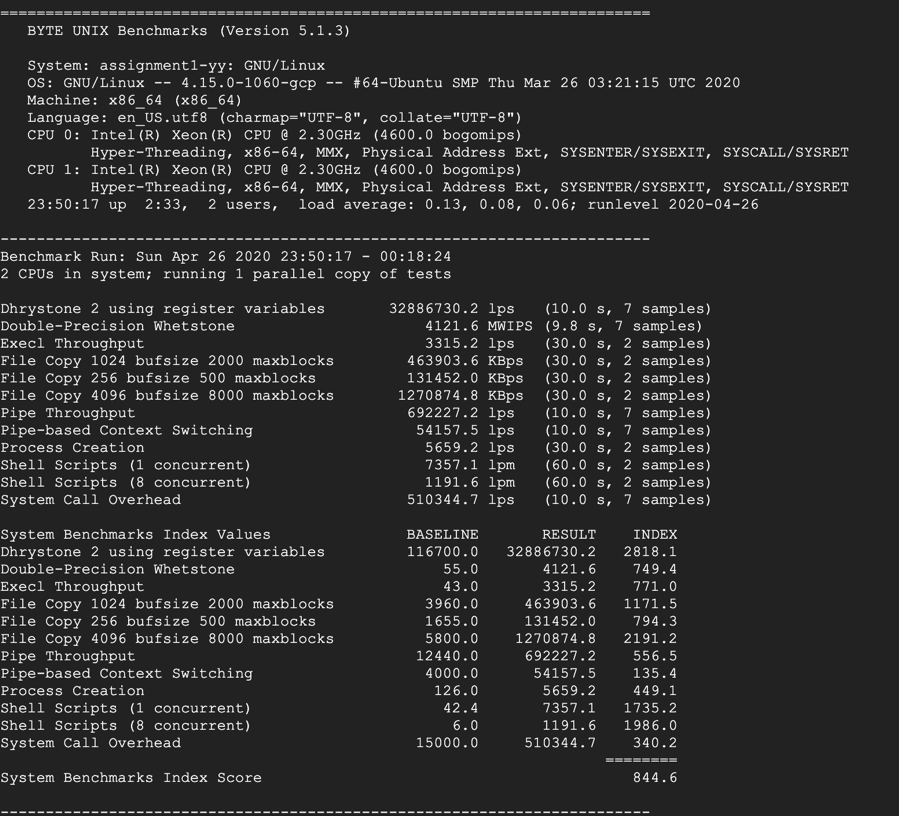 ========================================================================
   BYTE UNIX Benchmarks (Version 5.1.3)

   System: assignment1-yy: GNU/Linux
   OS: GNU/Linux -- 4.15.0-1060-gcp -- #64-Ubuntu SMP Thu Mar 26 03:21:15 UTC 2020
   Machine: x86_64 (x86_64)
   Language: en_US.utf8 (charmap="UTF-8", collate="UTF-8")
   CPU 0: Intel(R) Xeon(R) CPU @ 2.30GHz (4600.0 bogomips)
          Hyper-Threading, x86-64, MMX, Physical Address Ext, SYSENTER/SYSEXIT, SYSCALL/SYSRET
   CPU 1: Intel(R) Xeon(R) CPU @ 2.30GHz (4600.0 bogomips)
          Hyper-Threading, x86-64, MMX, Physical Address Ext, SYSENTER/SYSEXIT, SYSCALL/SYSRET
   23:50:17 up  2:33,  2 users,  load average: 0.13, 0.08, 0.06; runlevel 2020-04-26

------------------------------------------------------------------------
Benchmark Run: Sun Apr 26 2020 23:50:17 - 00:18:24
2 CPUs in system; running 1 parallel copy of tests

Dhrystone 2 using register variables       32886730.2 lps   (10.0 s, 7 samples)
Double-Precision Whetstone                     4121.6 MWIPS (9.8 s, 7 samples)
Execl Throughput                               3315.2 lps   (30.0 s, 2 samples)
File Copy 1024 bufsize 2000 maxblocks        463903.6 KBps  (30.0 s, 2 samples)
File Copy 256 bufsize 500 maxblocks          131452.0 KBps  (30.0 s, 2 samples)
File Copy 4096 bufsize 8000 maxblocks       1270874.8 KBps  (30.0 s, 2 samples)
Pipe Throughput                              692227.2 lps   (10.0 s, 7 samples)
Pipe-based Context Switching                  54157.5 lps   (10.0 s, 7 samples)
Process Creation                               5659.2 lps   (30.0 s, 2 samples)
Shell Scripts (1 concurrent)                   7357.1 lpm   (60.0 s, 2 samples)
Shell Scripts (8 concurrent)                   1191.6 lpm   (60.0 s, 2 samples)
System Call Overhead                         510344.7 lps   (10.0 s, 7 samples)

System Benchmarks Index Values               BASELINE       RESULT    INDEX
Dhrystone 2 using register variables         116700.0   32886730.2   2818.1
Double-Precision Whetstone                       55.0       4121.6    749.4
Execl Throughput                                 43.0       3315.2    771.0
File Copy 1024 bufsize 2000 maxblocks          3960.0     463903.6   1171.5
File Copy 256 bufsize 500 maxblocks            1655.0     131452.0    794.3
File Copy 4096 bufsize 8000 maxblocks          5800.0    1270874.8   2191.2
Pipe Throughput                               12440.0     692227.2    556.5
Pipe-based Context Switching                   4000.0      54157.5    135.4
Process Creation                                126.0       5659.2    449.1
Shell Scripts (1 concurrent)                     42.4       7357.1   1735.2
Shell Scripts (8 concurrent)                      6.0       1191.6   1986.0
System Call Overhead                          15000.0     510344.7    340.2
                                                                   ========
System Benchmarks Index Score                                         844.6

------------------------------------------------------------------------